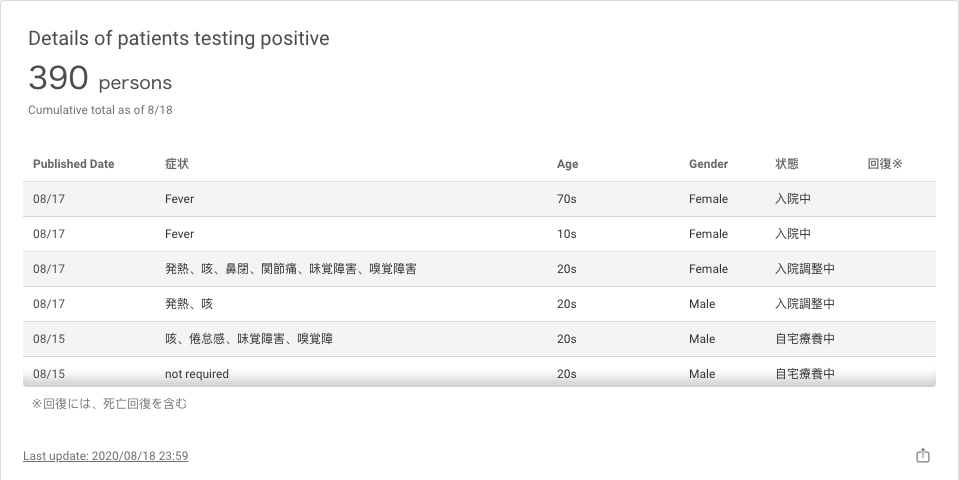 Details of patients testing positive
390 persons
Cumulative total as of 8/18
Published Date 症状 Age Gender 状態 回復※
08/17 Fever 70s Female 入院中
08/17 Fever 10s Female 入院中
08/17 発熱、咳、鼻閉、関節痛、味覚障害、嗅覚障害 20s Female 入院調整中
08/17 発熱、咳 20s Male 入院調整中
08/15 咳、倦怠感、味覚障害、嗅覚障 20s Male 自宅療養中
08/15 not required 20s Male 自宅療養中
※回復には、死亡回復を含む
Last update: 2020/08/18 23:59